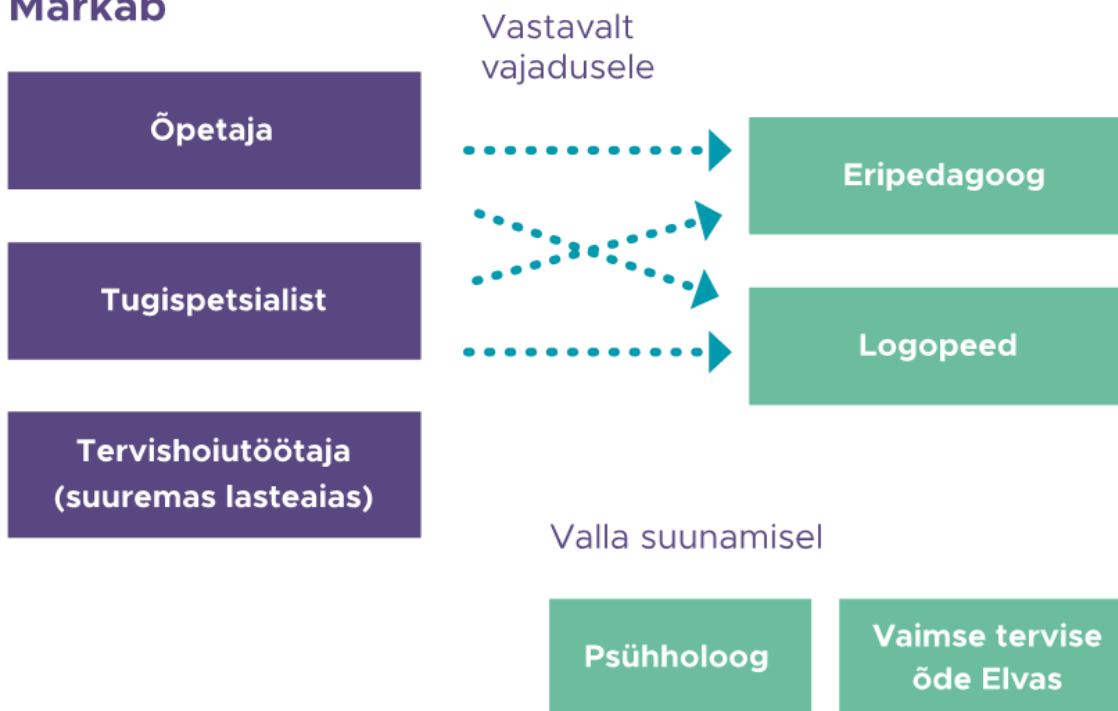 Märkab
Vastavalt
vajadusele
Õpetaja
Eripedagoog
Tugispetsialist
Logopeed
Tervishoiutöötaja
(suuremas lasteaias)
Valla suunamisel
Psühholoog
Vaimse tervise
õde Elvas